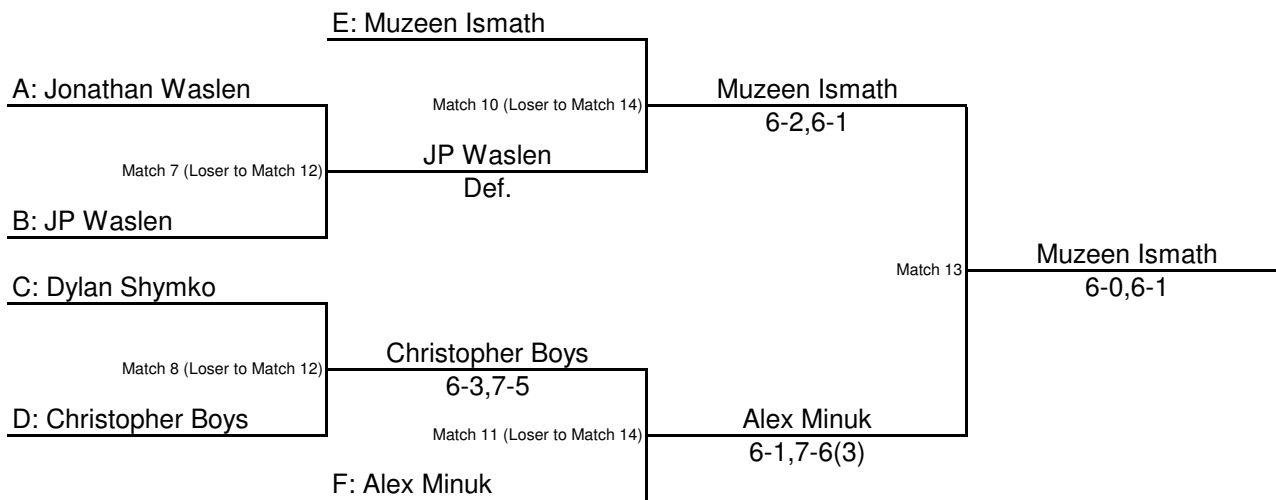 E: Muzeen Ismath
A: Jonathan Waslen
Match 10 (Loser to Match 14)
Muzeen Ismath
6-2,6-1
Match 7 (Loser to Match 12)
JP Waslen
Def.
B: JP Waslen
Match 13
Muzeen Ismath
6-0,6-1
C: Dylan Shymko
Match 8 (Loser to Match 12)
Christopher Boys
6-3,7-5
D: Christopher Boys
Match 11 (Loser to Match 14)
Alex Minuk
6-1,7-6(3)
F: Alex Minuk